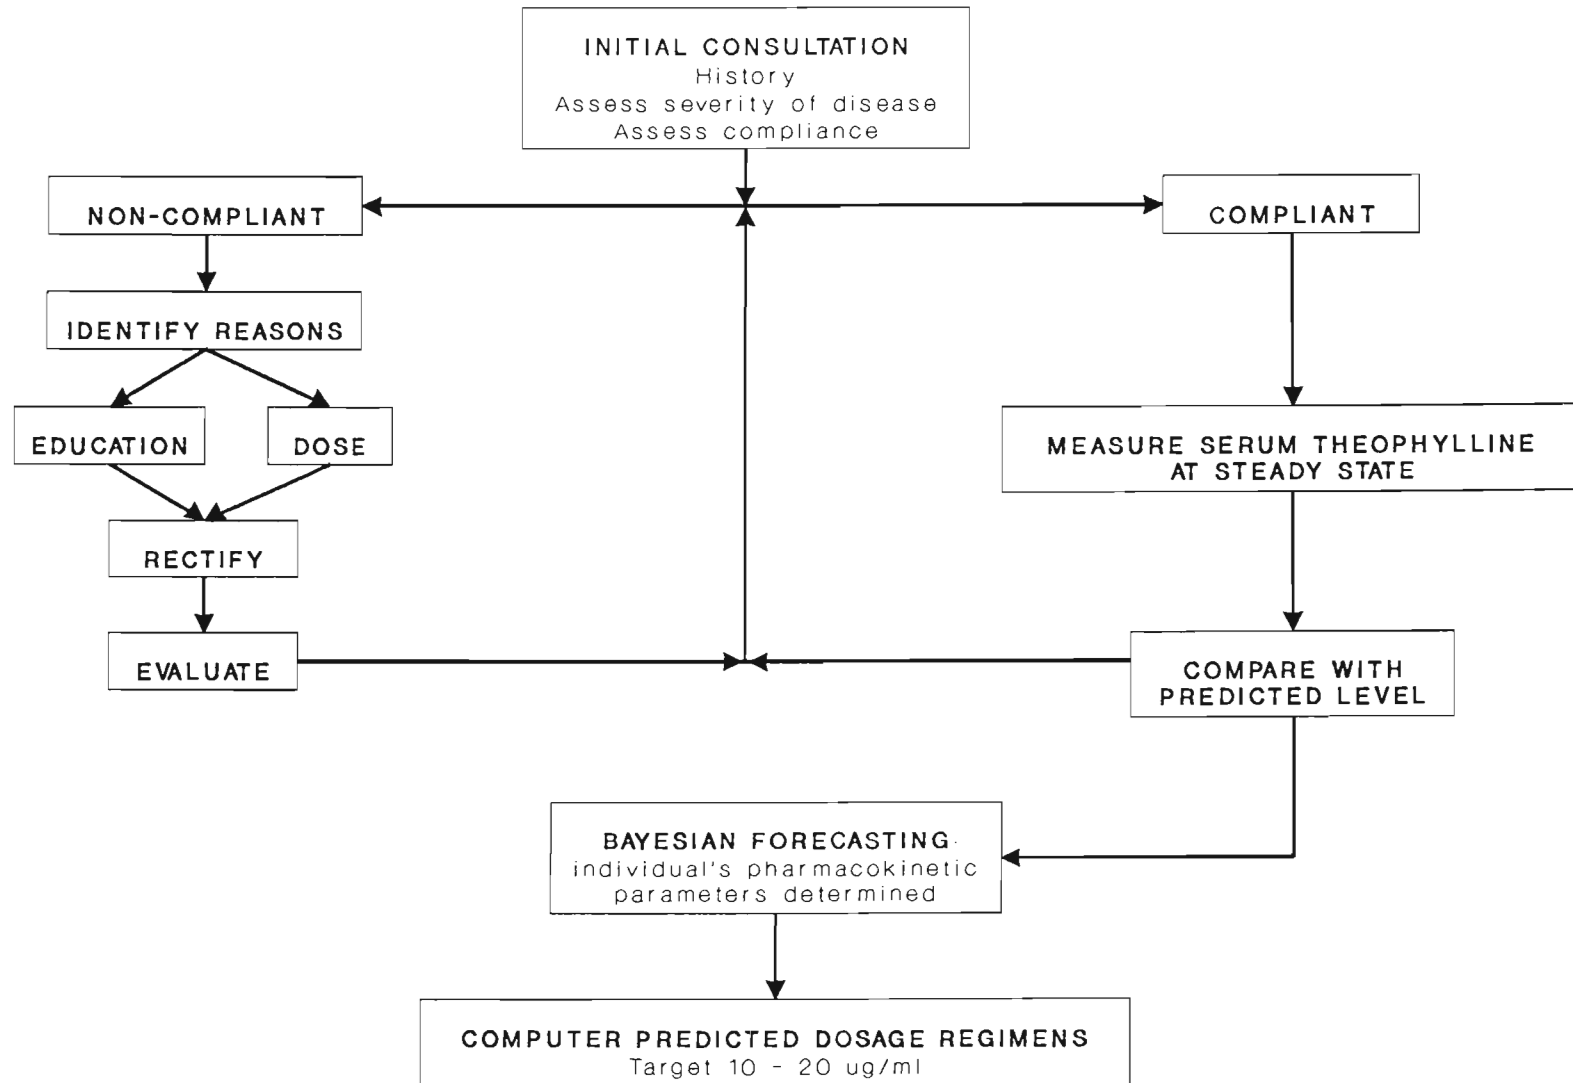 INITIAL CONSULTATION
History
Assess severity of disease
Assess compliance
NON-COMPLIANT
COMPLIANT
IDENTIFY REASONS
EDUCATION
DOSE
MEASURE SERUM THEOPHYLLINE
AT STEADY STATE
RECTIFY
EVALUATE
COMPARE WITH
PREDICTED LEVEL
BAYESIAN FORECASTING
individual's pharmacokinetic
parameters determined
COMPUTER PREDICTED DOSAGE REGIMENS
Target 10 - 20 ug/ml